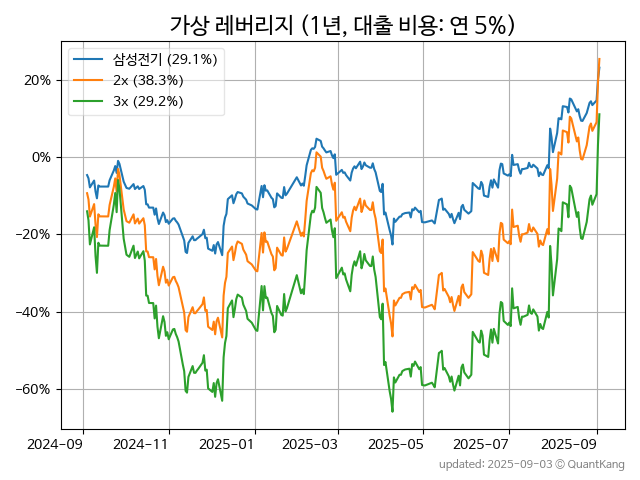 가상 레버리지 (1년, 대출 비용: 연 5%)
삼성전기 (29.1%)
2x (38.3%)
3x (29.2%)
20%
0%
−20%
−40%
−60%
2024-09 2024-11 2025-01 2025-03 2025-05 2025-07 2025-09
updated: 2025-09-03 ⓒ QuantKang